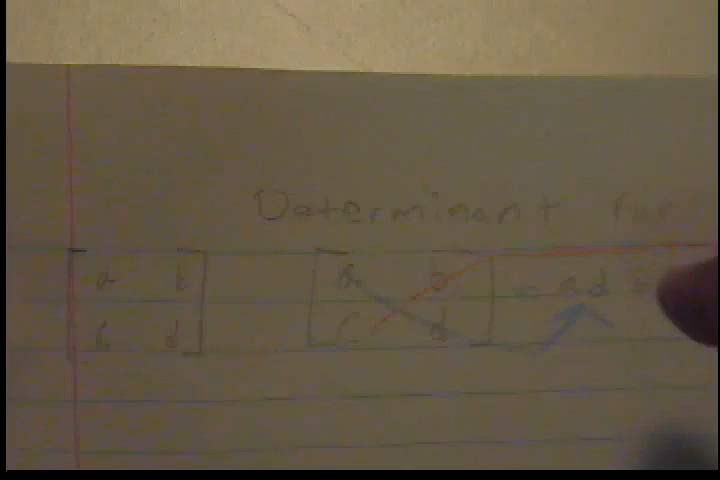 Determinant
a b a b = ad
c d c d